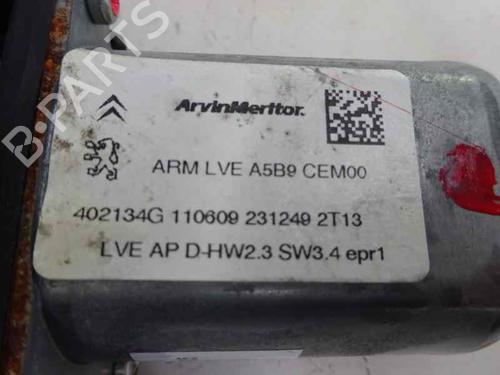 ArvinMeritor.
ARM LVE A5B9 CEM00
402134G 110609 231249 2T13
LVE AP D-HW2.3 SW3.4 epr1
B-PARTS